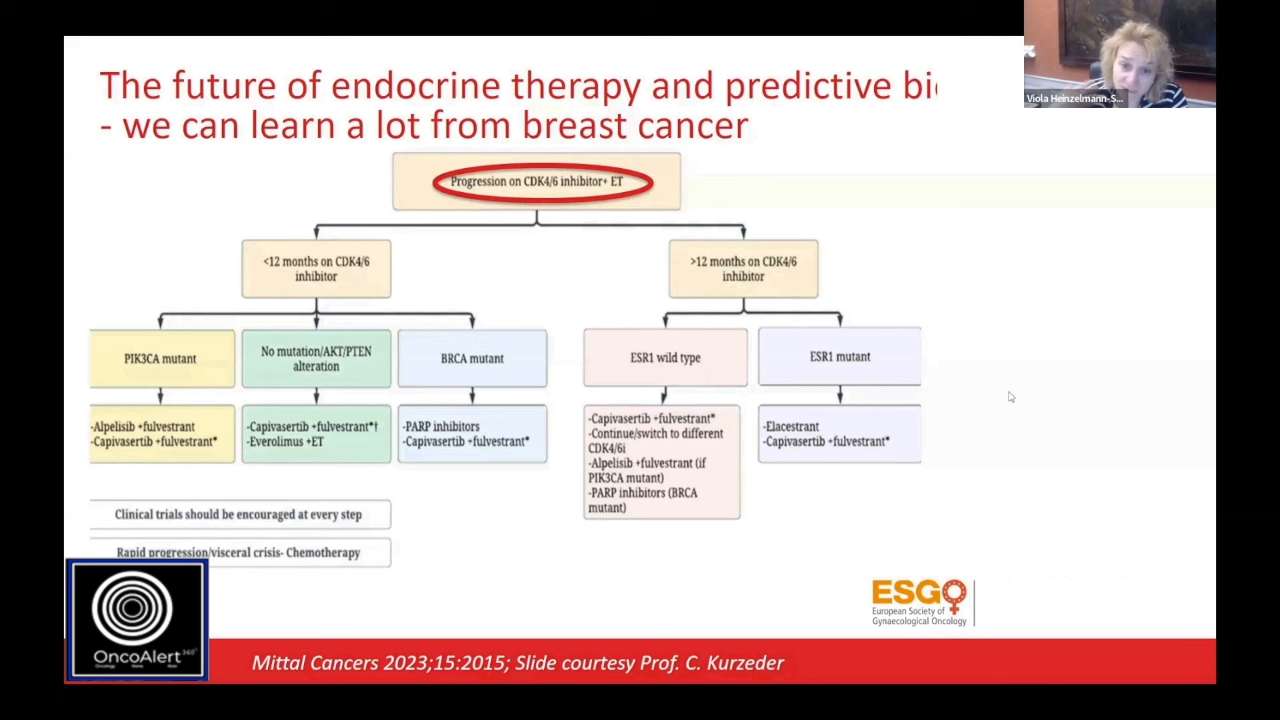 The future of endocrine therapy and predictive bi
- we can learn a lot from breast cancer
Viola Heinzelmann-S...
Progression on CDK4/6 inhibitor+ ET
<12 months on CDK4/6
inhibitor
>12 months on CDK4/6
inhibitor
PIK3CA mutant
No mutation/AKT/PTEN
alteration
BRCA mutant
ESR1 wild type
ESR1 mutant
-Alpelisib +fulvestrant
-Capivasertib +fulvestrant*
-Capivasertib +fulvestrant*†
-Everolimus +ET
-PARP inhibitors
-Capivasertib +fulvestrant*
-Capivasertib +fulvestrant*
-Continue/switch to different
CDK4/6i
-Alpelisib +fulvestrant (if
PIK3CA mutant)
-PARP inhibitors (BRCA
mutant)
-Elacestrant
-Capivasertib +fulvestrant*
Clinical trials should be encouraged at every step
Rapid progression/visceral crisis- Chemotherapy
OncoAlert 360°
Oncology News Now
ESGO
European Society of
Gynaecological Oncology
Mittal Cancers 2023;15:2015; Slide courtesy Prof. C. Kurzeder